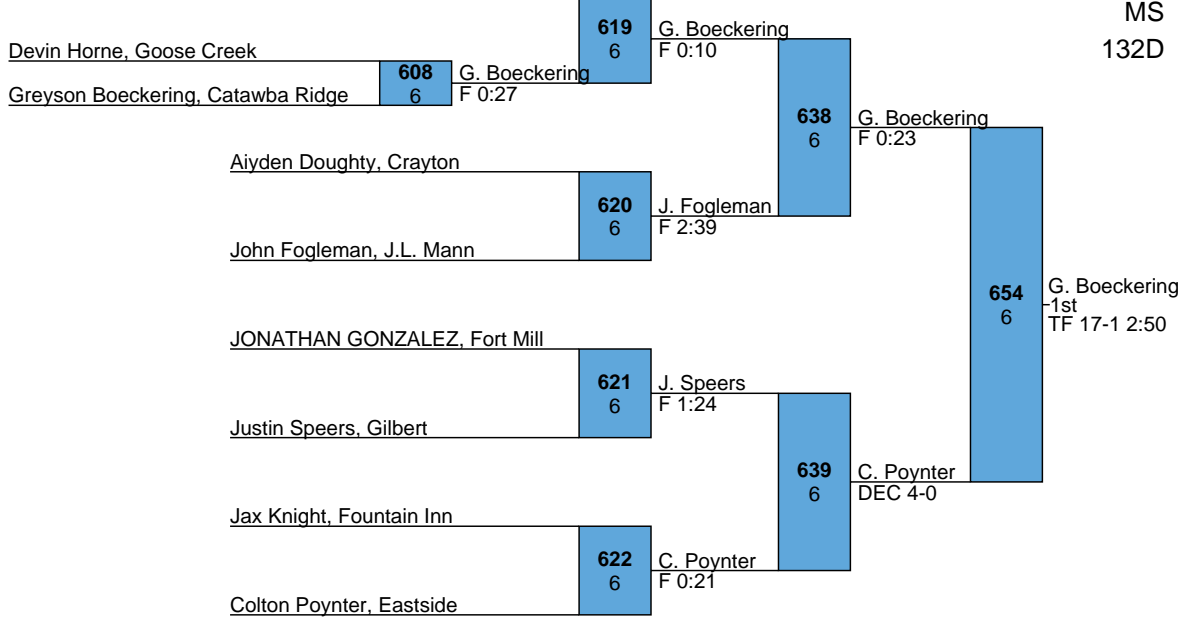 MS
132D
619
6
G. Boeckering
F 0:10
Devin Horne, Goose Creek
608
6
G. Boeckering
F 0:27
Greyson Boeckering, Catawba Ridge
638
6
G. Boeckering
F 0:23
Aiyden Doughty, Crayton
620
6
J. Fogleman
F 2:39
John Fogleman, J.L. Mann
654
6
G. Boeckering
1st
TF 17-1 2:50
JONATHAN GONZALEZ, Fort Mill
621
6
J. Speers
F 1:24
Justin Speers, Gilbert
639
6
C. Poynter
DEC 4-0
Jax Knight, Fountain Inn
622
6
C. Poynter
F 0:21
Colton Poynter, Eastside